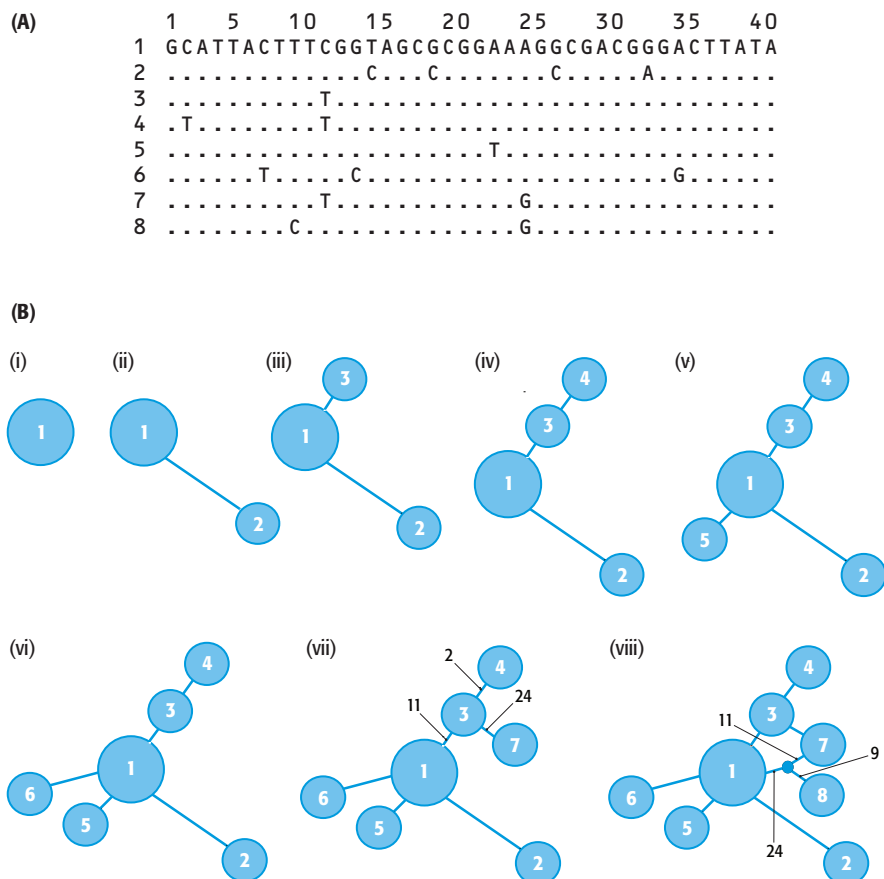 (A)
1 5 10 15 20 25 30 35 40
1 GCATTACTTTCGGTAGCGCGGAAAGGCGACGGGACTTATA
2 .............C...C.......C.....A........
3 ..........T.............................
4 .T........T.............................
5 .....................T..................
6 ......T.....C....................G......
7 ..........T............G................
8 ........C..............G................
(B)
(i)
1
(ii)
1
2
(iii)
3
1
2
(iv)
4
3
1
2
(v)
4
3
1
5
2
(vi)
4
3
1
6
5
2
(vii)
2
4
11
3
24
7
1
6
5
2
(viii)
4
3
11
7
1
9
6
8
5
24
2